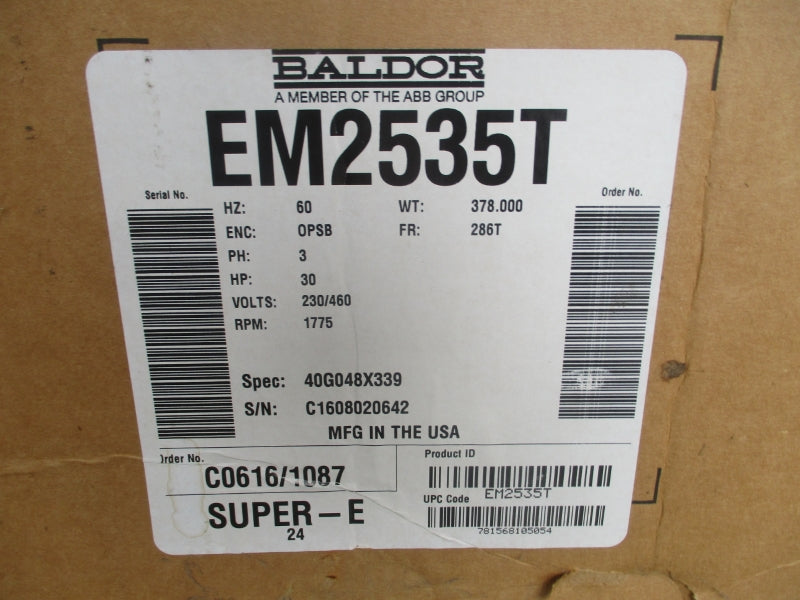 BALDOR
A MEMBER OF THE ABB GROUP
EM2535T
Serial No.
Order No.
HZ: 60 WT: 378.000
ENC: OPSB FR: 286T
PH: 3
HP: 30
VOLTS: 230/460
RPM: 1775
Spec: 40G048X339
S/N: C1608020642
MFG IN THE USA
Order No.
C0616/1087
Product ID
EM2535T
UPC Code
781568105054
SUPER-E
24